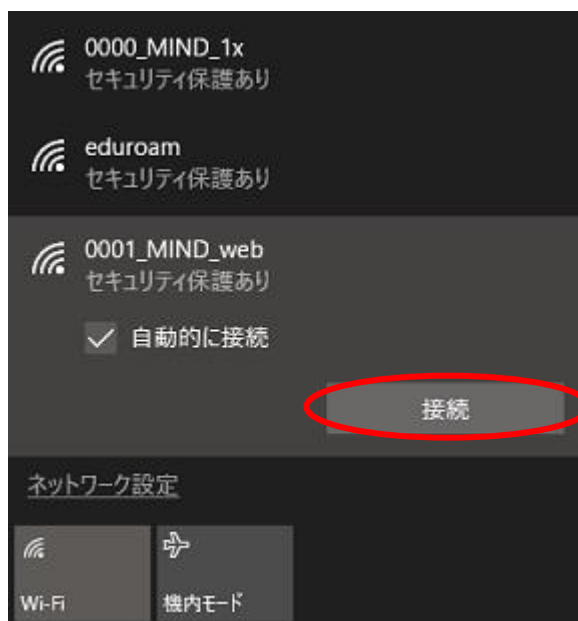 0000_MIND_1x
セキュリティ保護あり
eduroam
セキュリティ保護あり
0001_MIND_web
セキュリティ保護あり
自動的に接続
接続
ネットワーク設定
Wi-Fi
機内モード